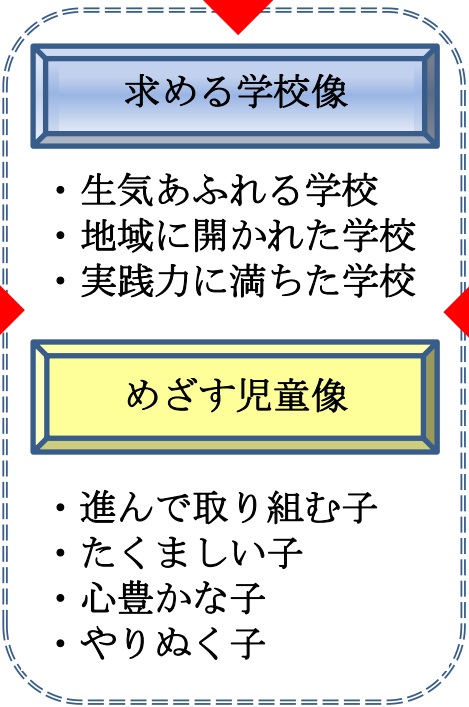 求める学校像
・生気あふれる学校
・地域に開かれた学校
・実践力に満ちた学校
めざす児童像
・進んで取り組む子
・たくましい子
・心豊かな子
・やりぬく子